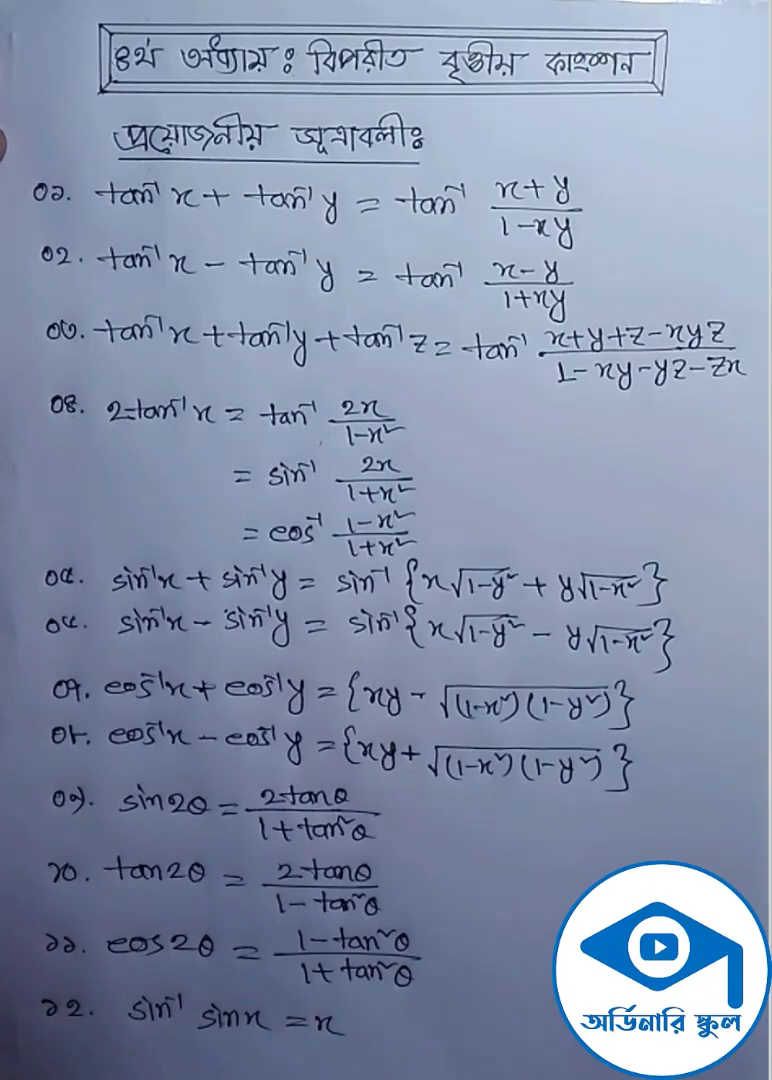 ৪র্থ অধ্যায়ঃ বিপরীত বৃত্তীয় ফাংশন
প্রয়োজনীয় সূত্রাবলীঃ
০১. tan⁻¹x + tan⁻¹y = tan⁻¹ (x+y)/(1-xy)
০২. tan⁻¹x - tan⁻¹y = tan⁻¹ (x-y)/(1+xy)
০৩. tan⁻¹x + tan⁻¹y + tan⁻¹z = tan⁻¹ (x+y+z-xyz)/(1-xy-yz-zx)
০৪. 2tan⁻¹x = tan⁻¹ 2x/(1-x²)
= sin⁻¹ 2x/(1+x²)
= cos⁻¹ (1-x²)/(1+x²)
০৫. sin⁻¹x + sin⁻¹y = sin⁻¹{x√(1-y²) + y√(1-x²)}
০৬. sin⁻¹x - sin⁻¹y = sin⁻¹{x√(1-y²) - y√(1-x²)}
০৭. cos⁻¹x + cos⁻¹y = {xy - √((1-x²)(1-y²))}
০৮. cos⁻¹x - cos⁻¹y = {xy + √((1-x²)(1-y²))}
০৯. sin2θ = 2tanθ/(1+tan²θ)
১০. tan2θ = 2tanθ/(1-tan²θ)
১১. cos2θ = (1-tan²θ)/(1+tan²θ)
১২. sin⁻¹ sinx = x
অর্ডিনারি স্কুল